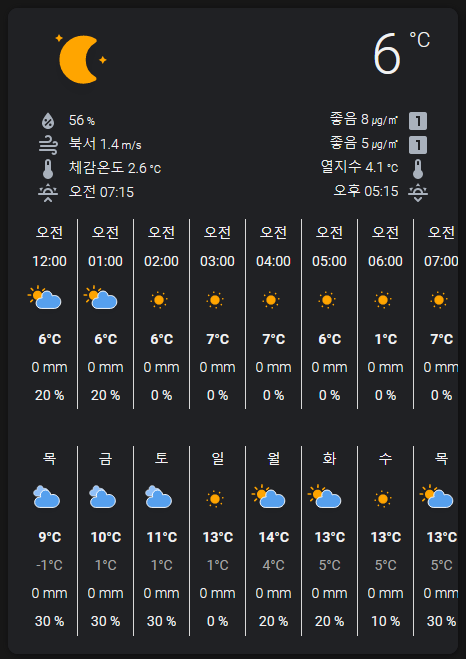 6 °C
56 % 좋음 8 μg/㎥ 1
북서 1.4 m/s 좋음 5 μg/㎥ 1
체감온도 2.6 °C 열지수 4.1 °C
오전 07:15 오후 05:15
오전 오전 오전 오전 오전 오전 오전 오전
12:00 01:00 02:00 03:00 04:00 05:00 06:00 07:00
6°C 6°C 6°C 7°C 7°C 6°C 1°C 7°C
0 mm 0 mm 0 mm 0 mm 0 mm 0 mm 0 mm 0 mm
20 % 20 % 0 % 0 % 0 % 0 % 0 % 0 %
목 금 토 일 월 화 수 목
9°C 10°C 11°C 13°C 14°C 13°C 13°C 13°C
-1°C 1°C 1°C 1°C 4°C 5°C 5°C 5°C
0 mm 0 mm 0 mm 0 mm 0 mm 0 mm 0 mm 0 mm
30 % 30 % 30 % 0 % 20 % 20 % 10 % 30 %